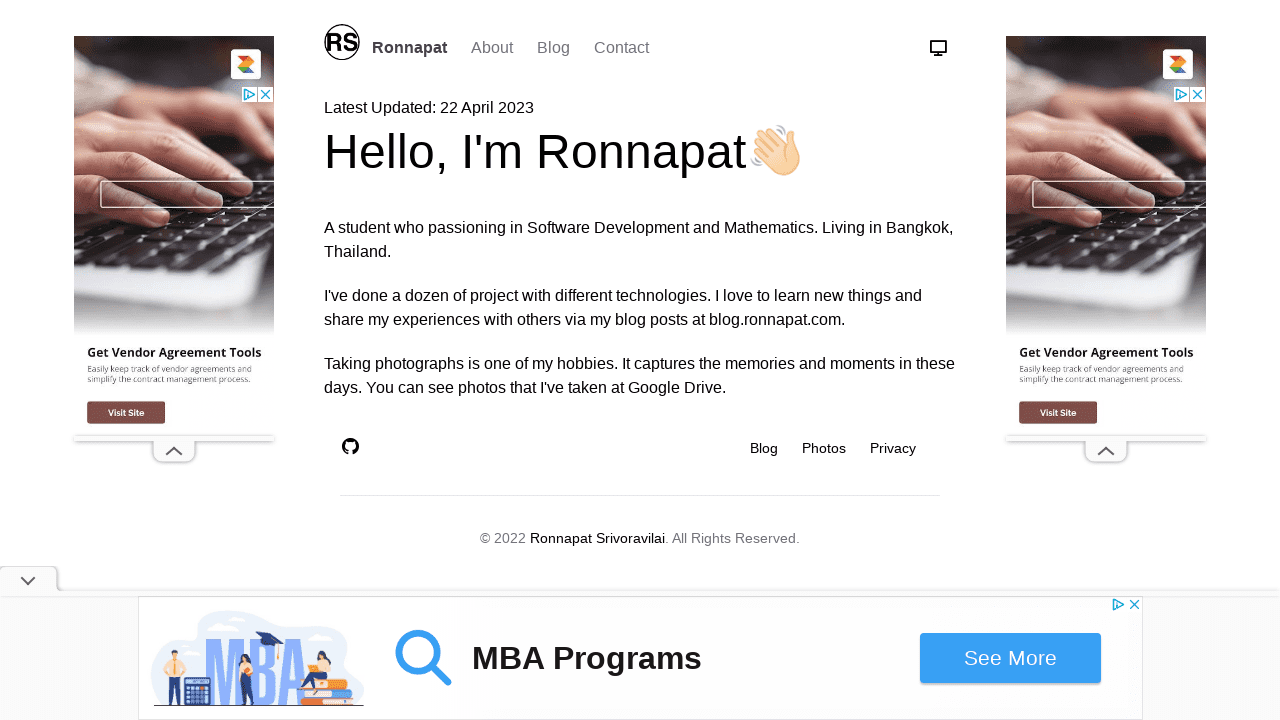 RS Ronnapat About Blog Contact
Latest Updated: 22 April 2023
Hello, I'm Ronnapat👋🏼
A student who passioning in Software Development and Mathematics. Living in Bangkok,
Thailand.
I've done a dozen of project with different technologies. I love to learn new things and
share my experiences with others via my blog posts at blog.ronnapat.com.
Taking photographs is one of my hobbies. It captures the memories and moments in these
days. You can see photos that I've taken at Google Drive.
Blog Photos Privacy
© 2022 Ronnapat Srivoravilai. All Rights Reserved.
Get Vendor Agreement Tools
Easily keep track of vendor agreements and
simplify the contract management process.
Visit Site
Get Vendor Agreement Tools
Easily keep track of vendor agreements and
simplify the contract management process.
Visit Site
MBA
MBA Programs
See More